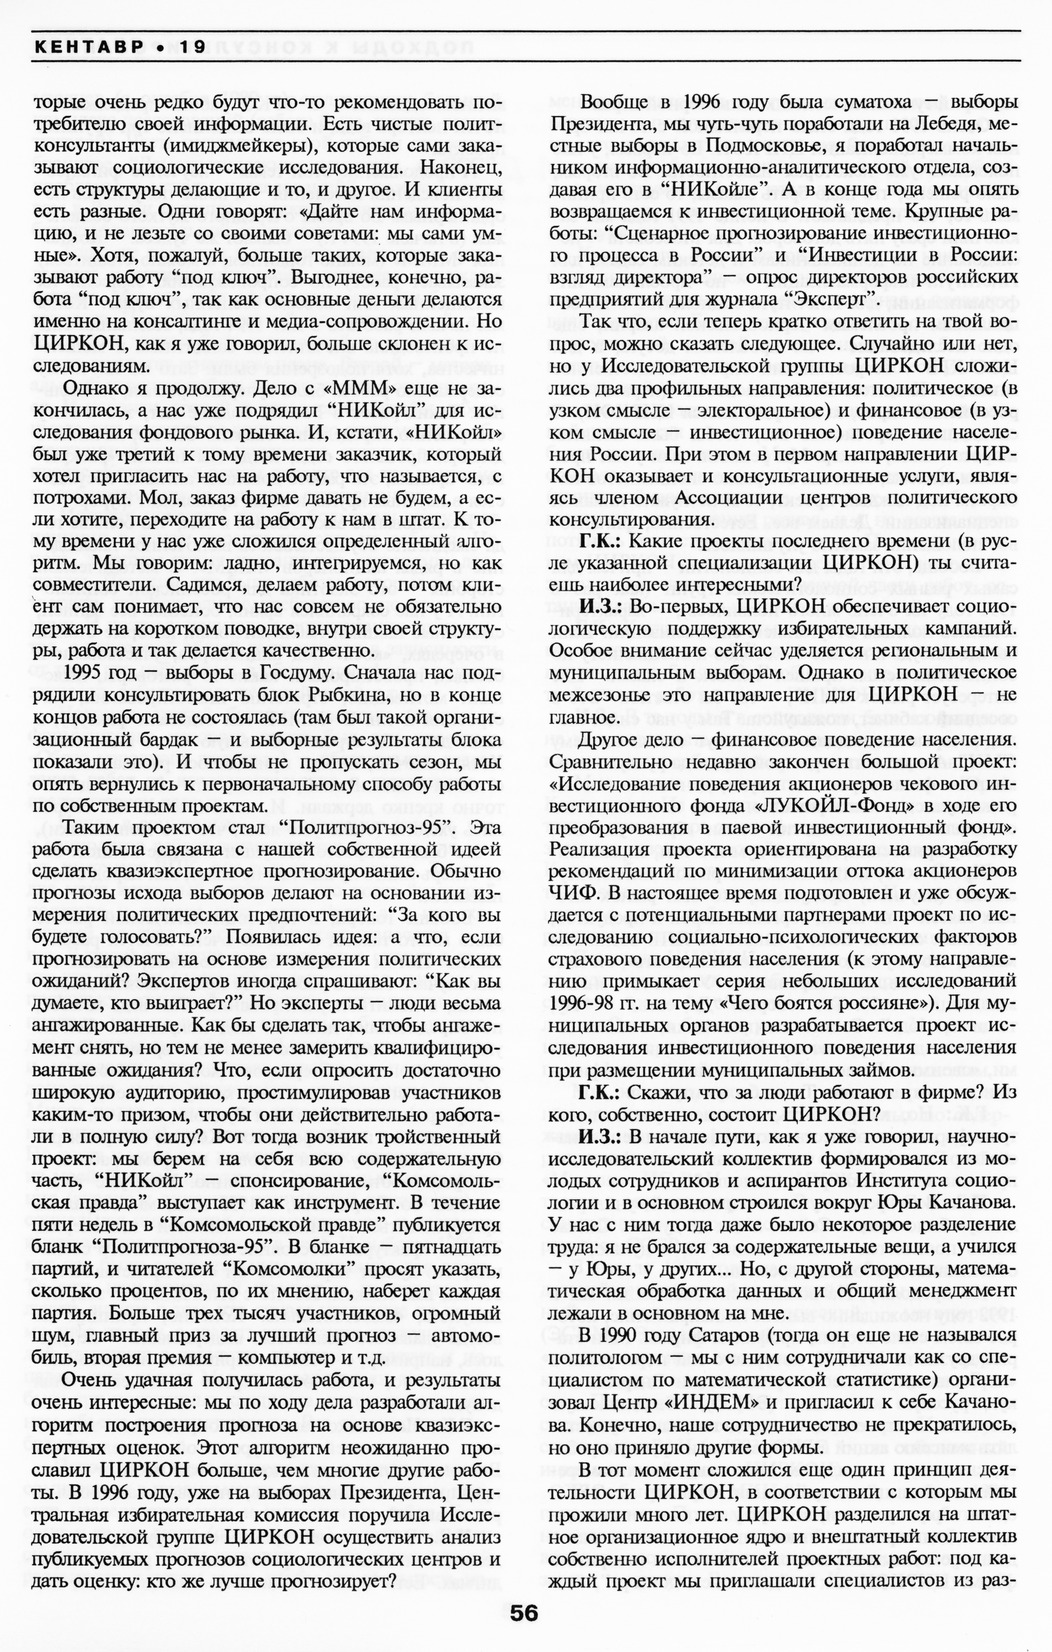 КЕНТАВР • 19
торые очень редко будут что-то рекомендовать по-
требителю своей информации. Есть чистые полит-
консультанты (имиджмейкеры), которые сами зака-
зывают социологические исследования. Наконец,
есть структуры делающие и то, и другое. И клиенты
есть разные. Одни говорят: «Дайте нам информа-
цию, и не лезьте со своими советами: мы сами ум-
ные». Хотя, пожалуй, больше таких, которые зака-
зывают работу “под ключ”. Выгоднее, конечно, ра-
бота “под ключ”, так как основные деньги делаются
именно на консалтинге и медиа-сопровождении. Но
ЦИРКОН, как я уже говорил, больше склонен к ис-
следованиям.
Однако я продолжу. Дело с «МММ» еще не за-
кончилась, а нас уже подрядил “НИКойл” для ис-
следования фондового рынка. И, кстати, «НИКойл»
был уже третий к тому времени заказчик, который
хотел пригласить нас на работу, что называется, с
потрохами. Мол, заказ фирме давать не будем, а ес-
ли хотите, переходите на работу к нам в штат. К то-
му времени у нас уже сложился определенный алго-
ритм. Мы говорим: ладно, интегрируемся, но как
совместители. Садимся, делаем работу, потом кли-
ент сам понимает, что нас совсем не обязательно
держать на коротком поводке, внутри своей структу-
ры, работа и так делается качественно.
1995 год — выборы в Госдуму. Сначала нас под-
рядили консультировать блок Рыбкина, но в конце
концов работа не состоялась (там был такой органи-
зационный бардак — и выборные результаты блока
показали это). И чтобы не пропускать сезон, мы
опять вернулись к первоначальному способу работы
по собственным проектам.
Таким проектом стал “Политпрогноз-95”. Эта
работа была связана с нашей собственной идеей
сделать квазиэкспертное прогнозирование. Обычно
прогнозы исхода выборов делают на основании из-
мерения политических предпочтений: “За кого вы
будете голосовать?” Появилась идея: а что, если
прогнозировать на основе измерения политических
ожиданий? Экспертов иногда спрашивают: “Как вы
думаете, кто выиграет?” Но эксперты — люди весьма
ангажированные. Как бы сделать так, чтобы ангаже-
мент снять, но тем не менее замерить квалифициро-
ванные ожидания? Что, если опросить достаточно
широкую аудиторию, простимулировав участников
каким-то призом, чтобы они действительно работа-
ли в полную силу? Вот тогда возник тройственный
проект: мы берем на себя всю содержательную
часть, “НИКойл” — спонсирование, “Комсомоль-
ская правда” выступает как инструмент. В течение
пяти недель в “Комсомольской правде” публикуется
бланк “Политпрогноза-95”. В бланке — пятнадцать
партий, и читателей “Комсомолки” просят указать,
сколько процентов, по их мнению, наберет каждая
партия. Больше трех тысяч участников, огромный
шум, главный приз за лучший прогноз — автомо-
биль, вторая премия — компьютер и т.д.
Очень удачная получилась работа, и результаты
очень интересные: мы по ходу дела разработали ал-
горитм построения прогноза на основе квазиэкс-
пертных оценок. Этот алгоритм неожиданно про-
славил ЦИРКОН больше, чем многие другие рабо-
ты. В 1996 году, уже на выборах Президента, Цен-
тральная избирательная комиссия поручила Иссле-
довательской группе ЦИРКОН осуществить анализ
публикуемых прогнозов социологических центров и
дать оценку: кто же лучше прогнозирует?
Вообще в 1996 году была суматоха — выборы
Президента, мы чуть-чуть поработали на Лебедя, ме-
стные выборы в Подмосковье, я поработал началь-
ником информационно-аналитического отдела, соз-
давая его в “НИКойле”. А в конце года мы опять
возвращаемся к инвестиционной теме. Крупные ра-
боты: “Сценарное прогнозирование инвестиционно-
го процесса в России” и “Инвестиции в России:
взгляд директора” — опрос директоров российских
предприятий для журнала “Эксперт”.
Так что, если теперь кратко ответить на твой во-
прос, можно сказать следующее. Случайно или нет,
но у Исследовательской группы ЦИРКОН сложи-
лись два профильных направления: политическое (в
узком смысле — электоральное) и финансовое (в уз-
ком смысле — инвестиционное) поведение населе-
ния России. При этом в первом направлении ЦИР-
КОН оказывает и консультационные услуги, явля-
ясь членом Ассоциации центров политического
консультирования.
Г.К.: Какие проекты последнего времени (в рус-
ле указанной специализации ЦИРКОН) ты счита-
ешь наиболее интересными?
И.З.: Во-первых, ЦИРКОН обеспечивает социо-
логическую поддержку избирательных кампаний.
Особое внимание сейчас уделяется региональным и
муниципальным выборам. Однако в политическое
межсезонье это направление для ЦИРКОН — не
главное.
Другое дело — финансовое поведение населения.
Сравнительно недавно закончен большой проект:
«Исследование поведения акционеров чекового ин-
вестиционного фонда «ЛУКОЙЛ-Фонд» в ходе его
преобразования в паевой инвестиционный фонд».
Реализация проекта ориентирована на разработку
рекомендаций по минимизации оттока акционеров
ЧИФ. В настоящее время подготовлен и уже обсуж-
дается с потенциальными партнерами проект по ис-
следованию социально-психологических факторов
страхового поведения населения (к этому направле-
нию примыкает серия небольших исследований
1996-98 гг. на тему «Чего боятся россияне»). Для му-
ниципальных органов разрабатывается проект ис-
следования инвестиционного поведения населения
при размещении муниципальных займов.
Г.К.: Скажи, что за люди работают в фирме? Из
кого, собственно, состоит ЦИРКОН?
И.З.: В начале пути, как я уже говорил, научно-
исследовательский коллектив формировался из мо-
лодых сотрудников и аспирантов Института социо-
логии и в основном строился вокруг Юры Качанова.
У нас с ним тогда даже было некоторое разделение
труда: я не брался за содержательные вещи, а учился
— у Юры, у других... Но, с другой стороны, матема-
тическая обработка данных и общий менеджмент
лежали в основном на мне.
В 1990 году Сатаров (тогда он еще не назывался
политологом — мы с ним сотрудничали как со спе-
циалистом по математической статистике) органи-
зовал Центр «ИНДЕМ» и пригласил к себе Качано-
ва. Конечно, наше сотрудничество не прекратилось,
но оно приняло другие формы.
В тот момент сложился еще один принцип дея-
тельности ЦИРКОН, в соответствии с которым мы
прожили много лет. ЦИРКОН разделился на штат-
ное организационное ядро и внештатный коллектив
собственно исполнителей проектных работ: под ка-
ждый проект мы приглашали специалистов из раз-
56